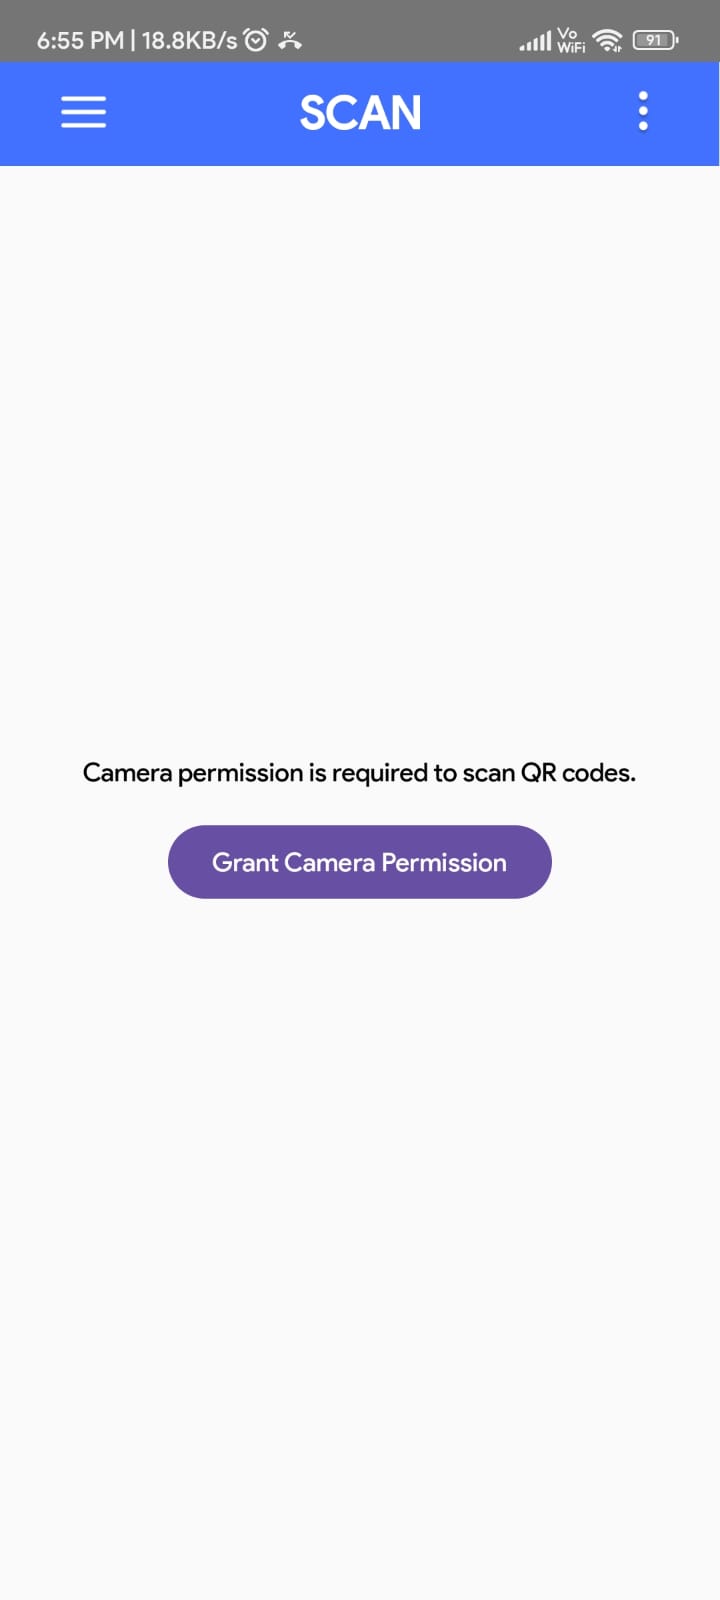 6:55 PM | 18.8KB/s Vo WiFi 91
SCAN
Camera permission is required to scan QR codes.
Grant Camera Permission